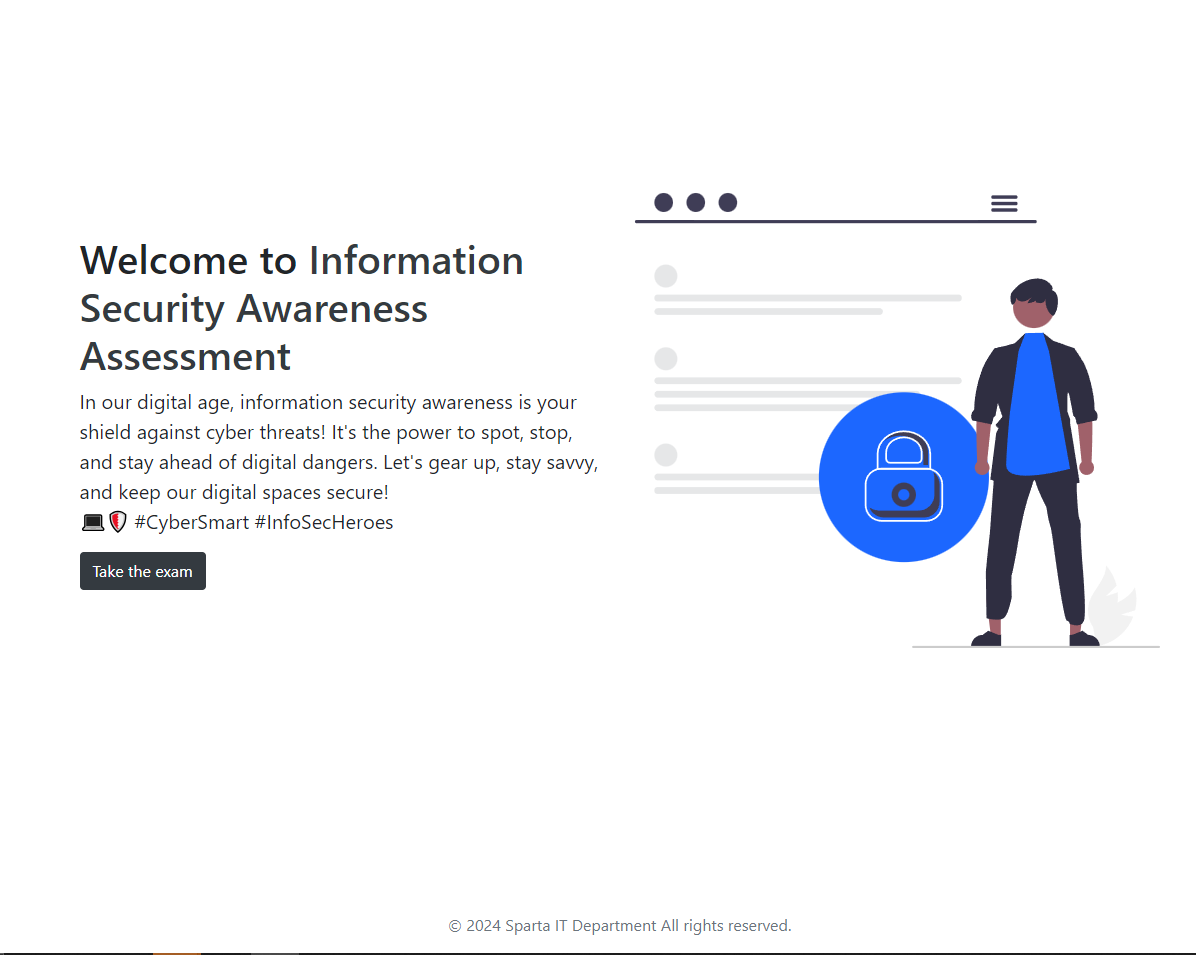 Welcome to Information
Security Awareness
Assessment
In our digital age, information security awareness is your
shield against cyber threats! It's the power to spot, stop,
and stay ahead of digital dangers. Let's gear up, stay savvy,
and keep our digital spaces secure!
💻🛡️ #CyberSmart #InfoSecHeroes
Take the exam
© 2024 Sparta IT Department All rights reserved.